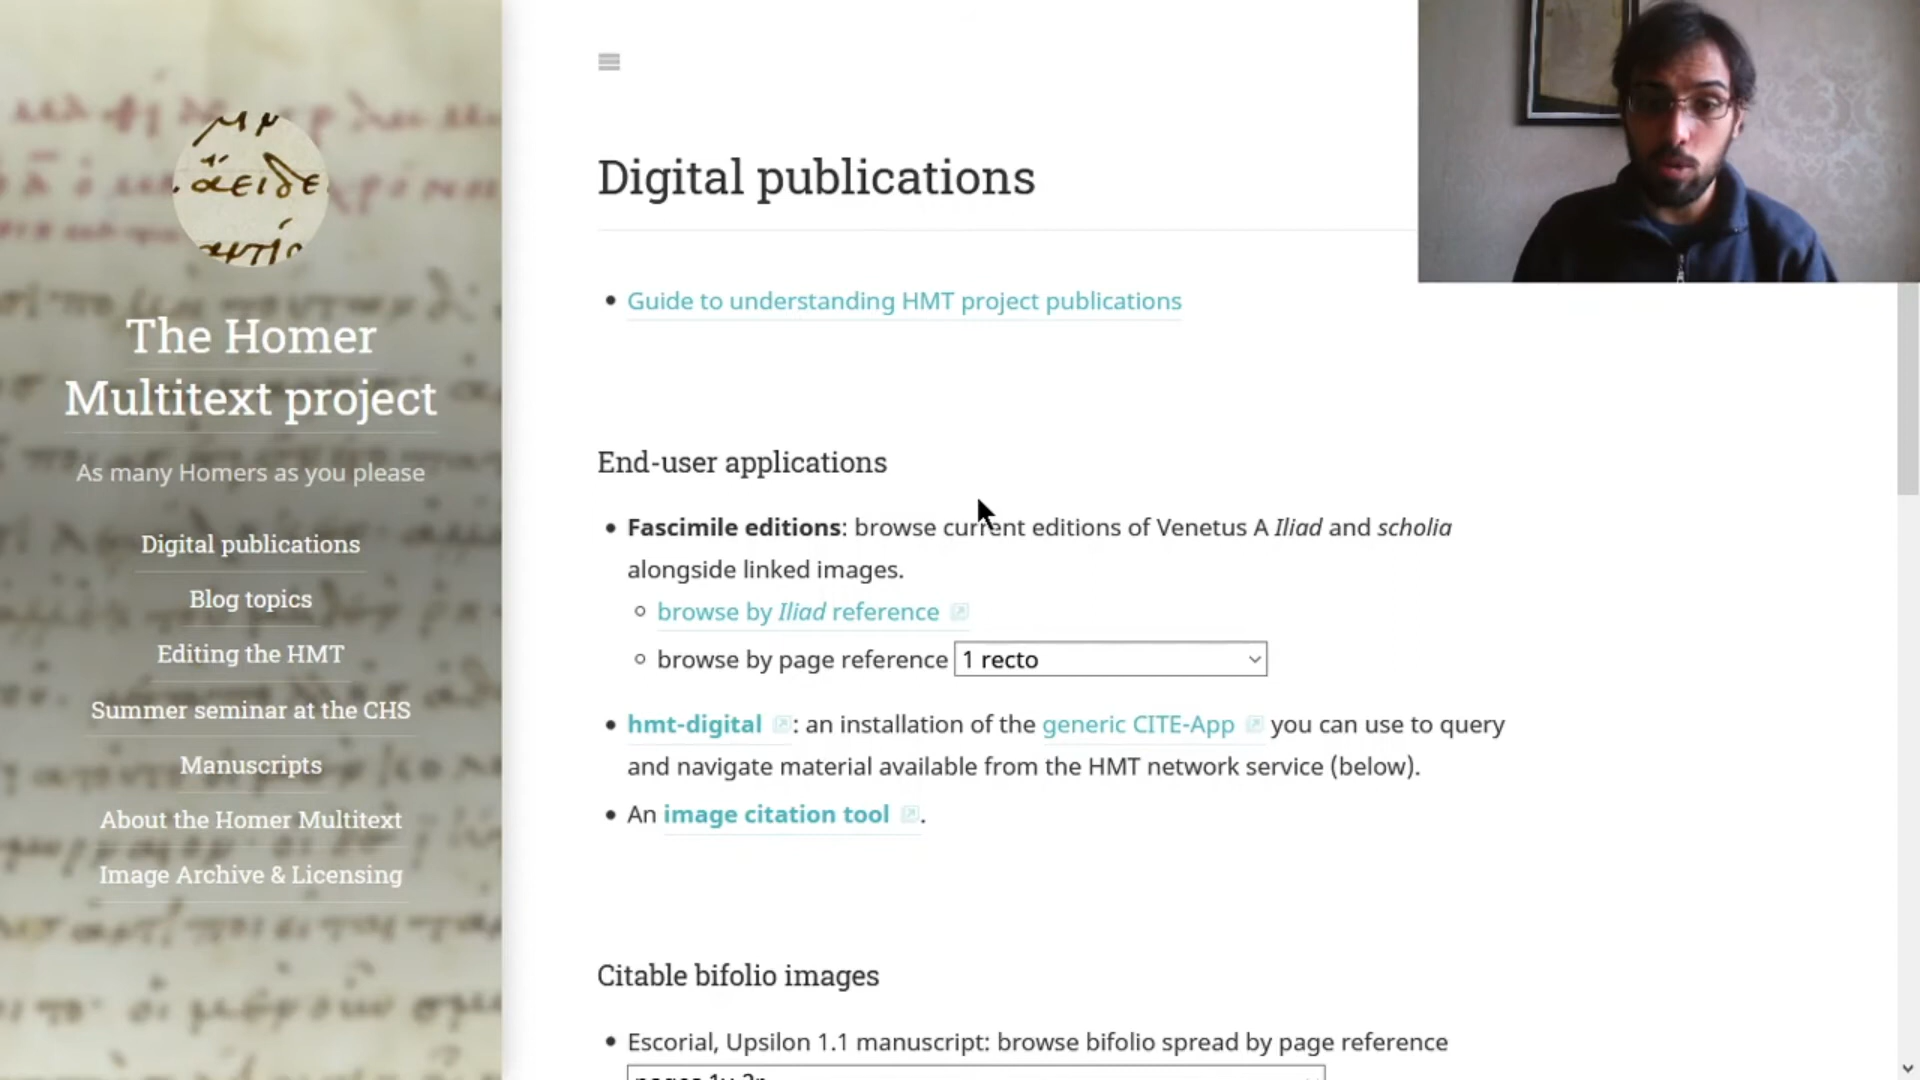 ἄειδε
The Homer
Multitext project
As many Homers as you please
Digital publications
Blog topics
Editing the HMT
Summer seminar at the CHS
Manuscripts
About the Homer Multitext
Image Archive & Licensing
Digital publications
Guide to understanding HMT project publications
End-user applications
Fascimile editions: browse current editions of Venetus A Iliad and scholia
alongside linked images.
browse by Iliad reference
browse by page reference 1 recto
hmt-digital : an installation of the generic CITE-App you can use to query
and navigate material available from the HMT network service (below).
An image citation tool .
Citable bifolio images
Escorial, Upsilon 1.1 manuscript: browse bifolio spread by page reference